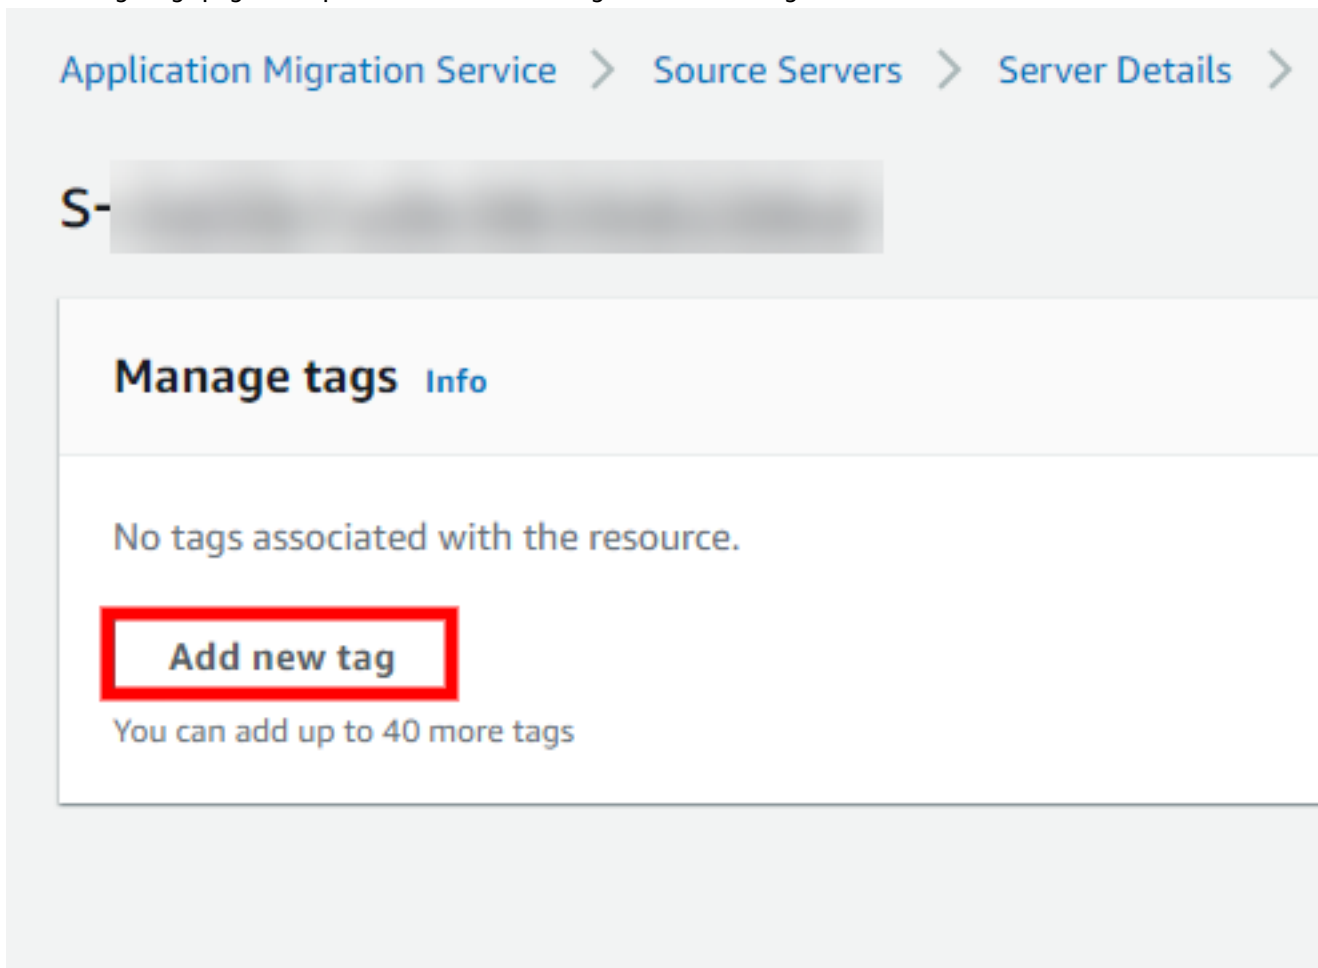 Application Migration Service > Source Servers > Server Details >
S-
Manage tags Info
No tags associated with the resource.
Add new tag
You can add up to 40 more tags